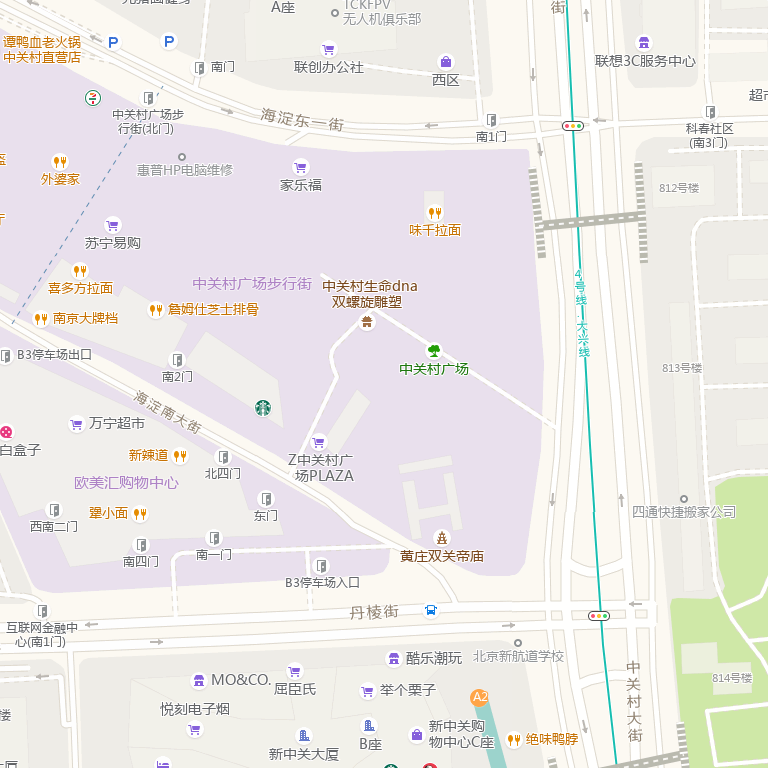 A座
TCKFPV
无人机俱乐部
街
谭鸭血老火锅
中关村直营店
P
P
南门
联创办公社
西区
联想3C服务中心
超市
中关村广场步
行街(北门)
海淀东一街
南1门
科春社区
(南3门)
外婆家
惠普HP电脑维修
家乐福
812号楼
味千拉面
苏宁易购
喜多方拉面
中关村广场步行街
中关村生命dna
双螺旋雕塑
4号线·大兴线
南京大牌档
詹姆仕芝士排骨
B3停车场出口
南2门
中关村广场
813号楼
海淀南大街
万宁超市
白盒子
新辣道
北四门
Z中关村广
场PLAZA
欧美汇购物中心
西南二门
犟小面
东门
四通快捷搬家公司
南四门
南一门
黄庄双关帝庙
B3停车场入口
丹棱街
互联网金融中
心(南1门)
酷乐潮玩
北京新航道学校
中关村大街
MO&CO.
屈臣氏
举个栗子
A2
814号楼
悦刻电子烟
楼
新中关大厦
B座
新中关购
物中心C座
绝味鸭脖